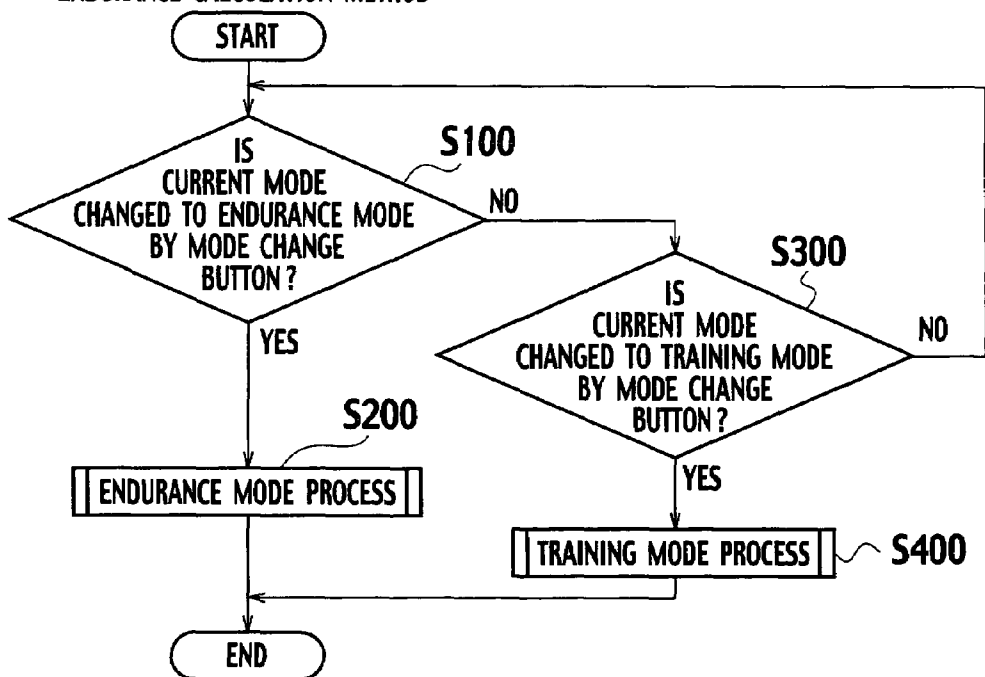 START
S100
IS
CURRENT MODE
CHANGED TO ENDURANCE MODE
BY MODE CHANGE
BUTTON?
NO
YES
S300
IS
CURRENT MODE
CHANGED TO TRAINING MODE
BY MODE CHANGE
BUTTON?
NO
YES
S200
ENDURANCE MODE PROCESS
TRAINING MODE PROCESS
S400
END